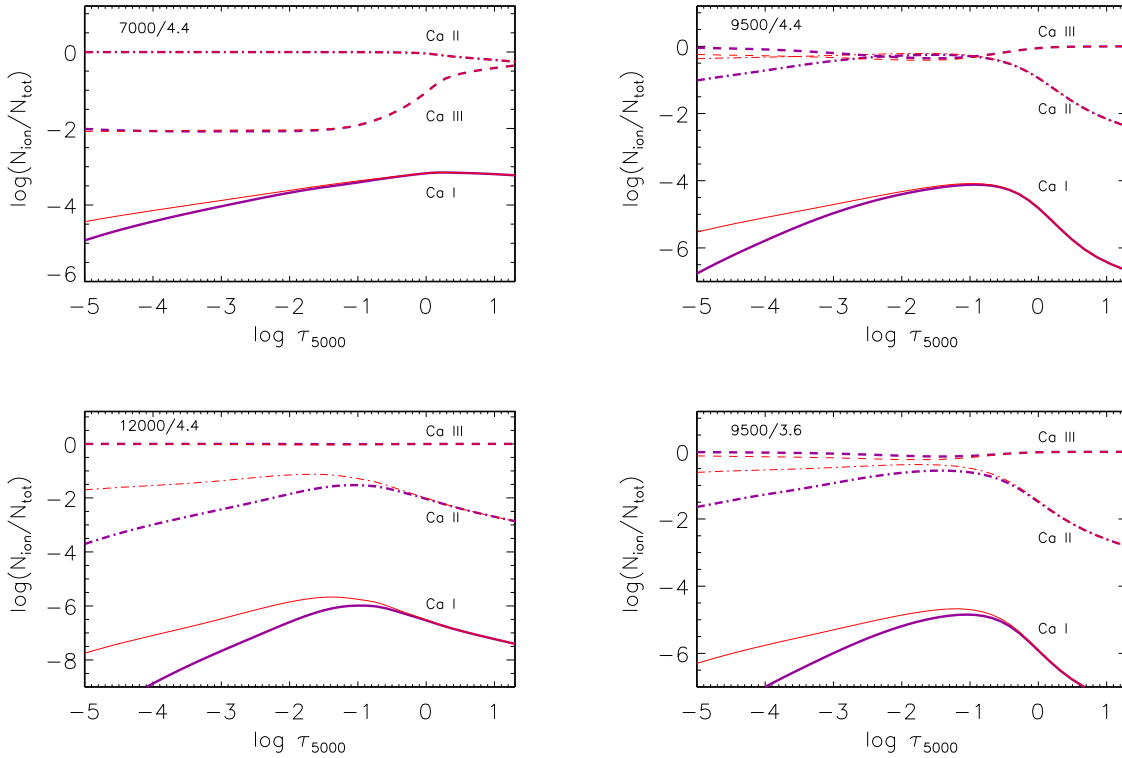 7000/4.4
Ca II
Ca III
Ca I
0
−2
−4
−6
log(N_ion/N_tot)
−5 −4 −3 −2 −1 0 1
log τ_5000
9500/4.4
Ca III
Ca II
Ca I
0
−2
−4
−6
log(N_ion/N_tot)
−5 −4 −3 −2 −1 0 1
log τ_5000
12000/4.4
Ca III
Ca II
Ca I
0
−2
−4
−6
−8
log(N_ion/N_tot)
−5 −4 −3 −2 −1 0 1
log τ_5000
9500/3.6
Ca III
Ca II
Ca I
0
−2
−4
−6
log(N_ion/N_tot)
−5 −4 −3 −2 −1 0 1
log τ_5000